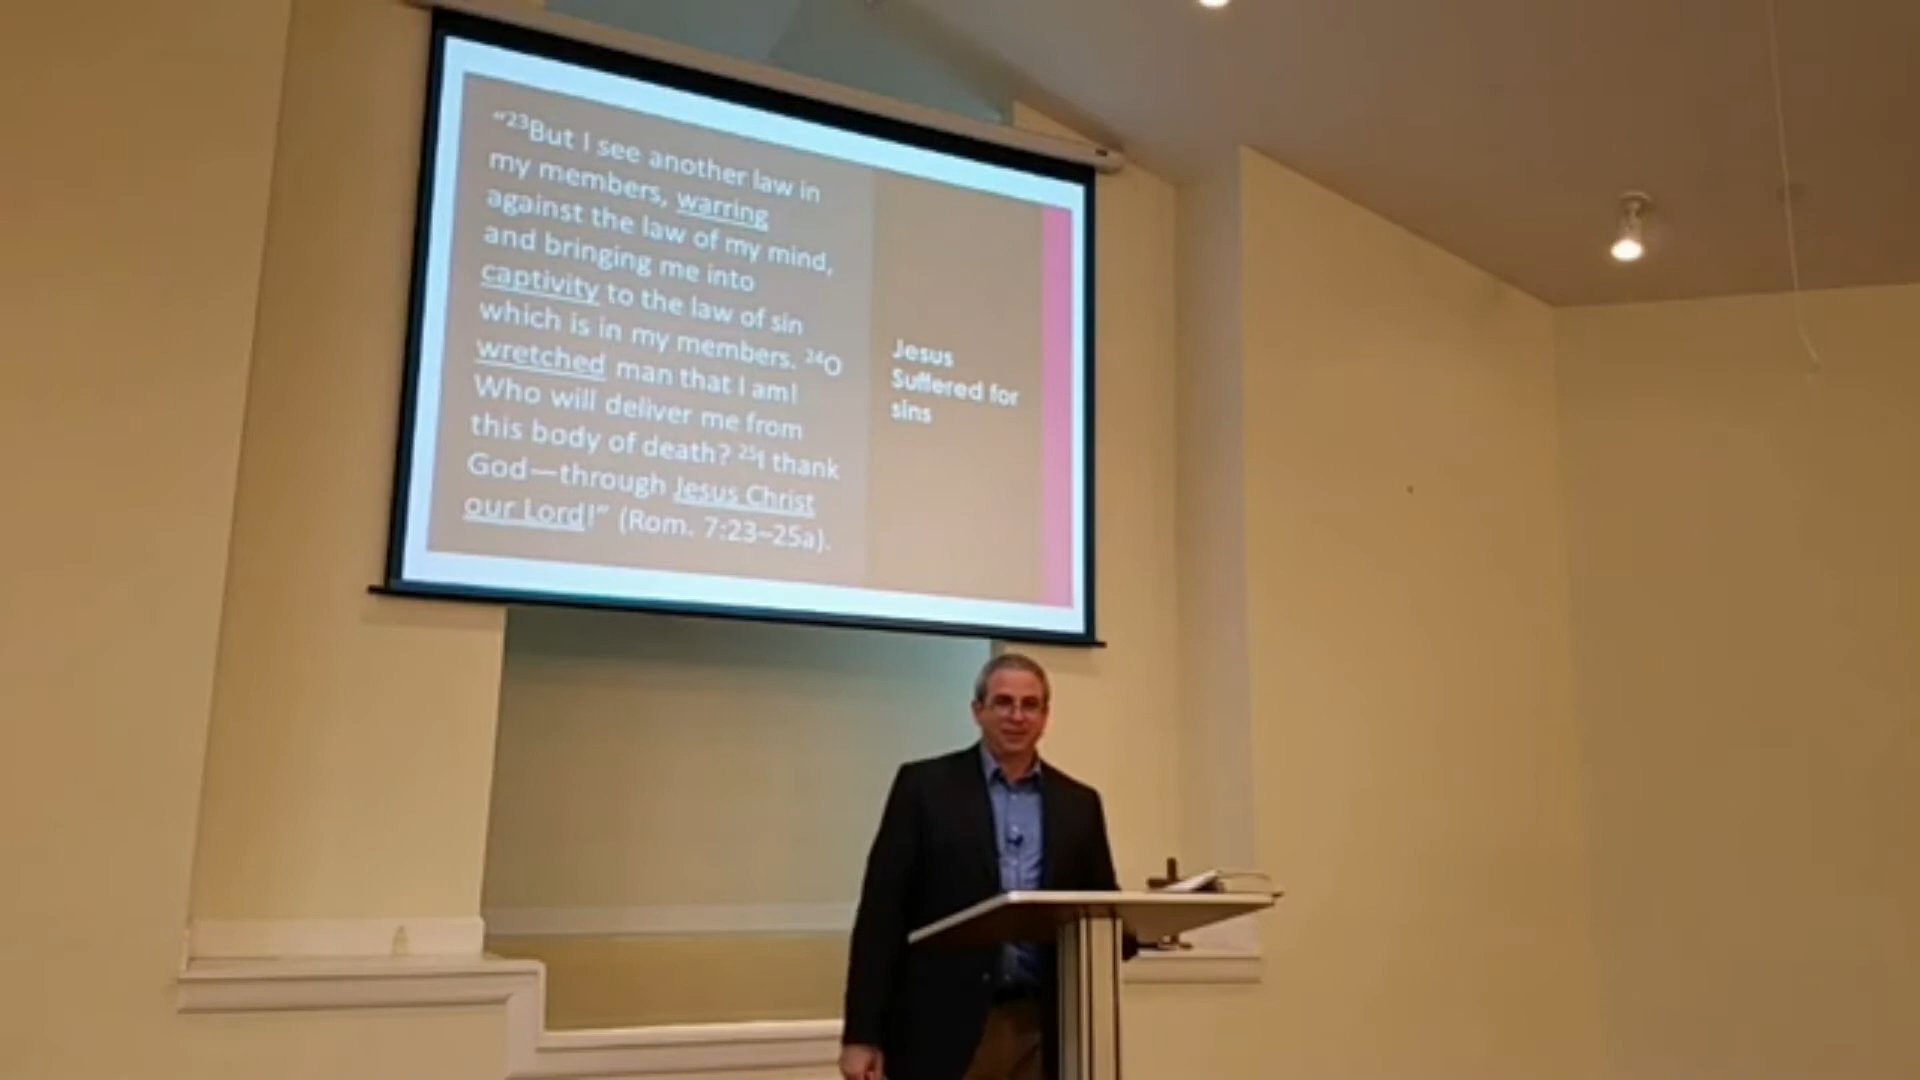 “²³But I see another law in
my members, warring
against the law of my mind,
and bringing me into
captivity to the law of sin
which is in my members. ²⁴O
wretched man that I am!
Who will deliver me from
this body of death? ²⁵I thank
God—through Jesus Christ
our Lord!” (Rom. 7:23–25a).
Jesus
Suffered for
sins